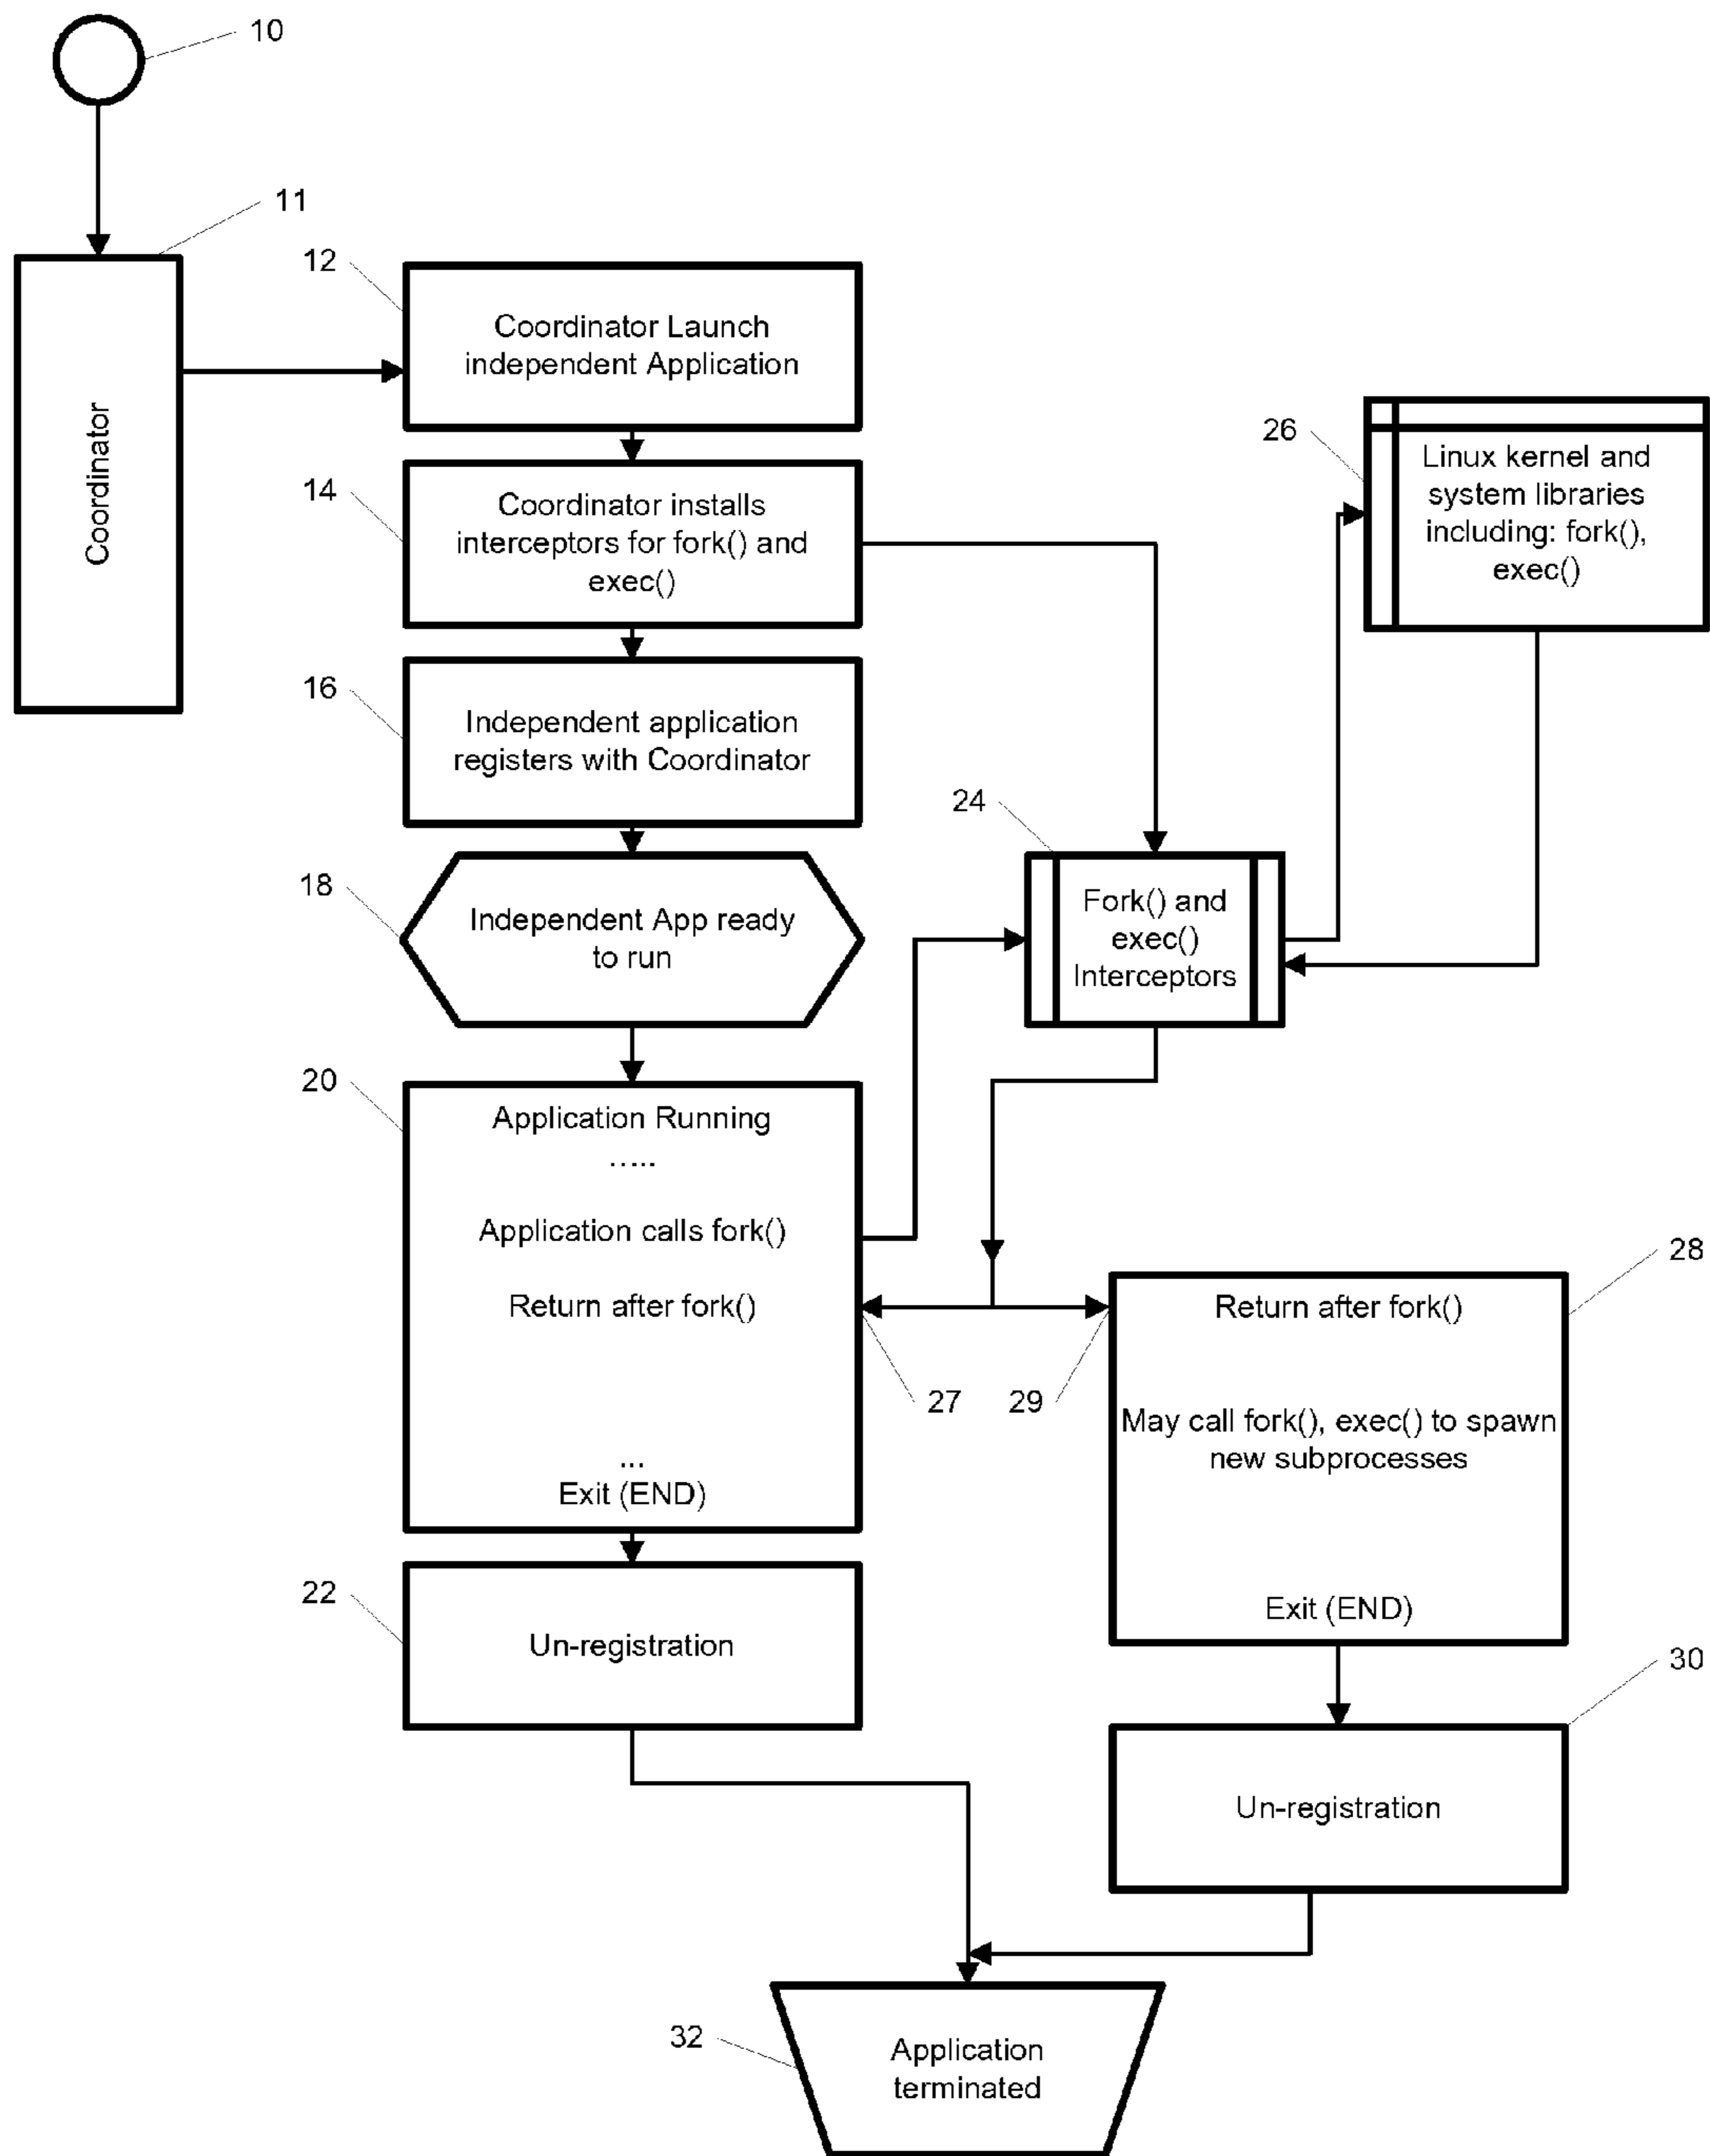 10
11
Coordinator
12
Coordinator Launch
independent Application
14
Coordinator installs
interceptors for fork() and
exec()
26
Linux kernel and
system libraries
including: fork(),
exec()
16
Independent application
registers with Coordinator
24
Fork() and
exec()
Interceptors
18
Independent App ready
to run
20
Application Running
.....
Application calls fork()
Return after fork()
...
Exit (END)
27
29
28
Return after fork()
May call fork(), exec() to spawn
new subprocesses
Exit (END)
22
Un-registration
30
Un-registration
32
Application
terminated